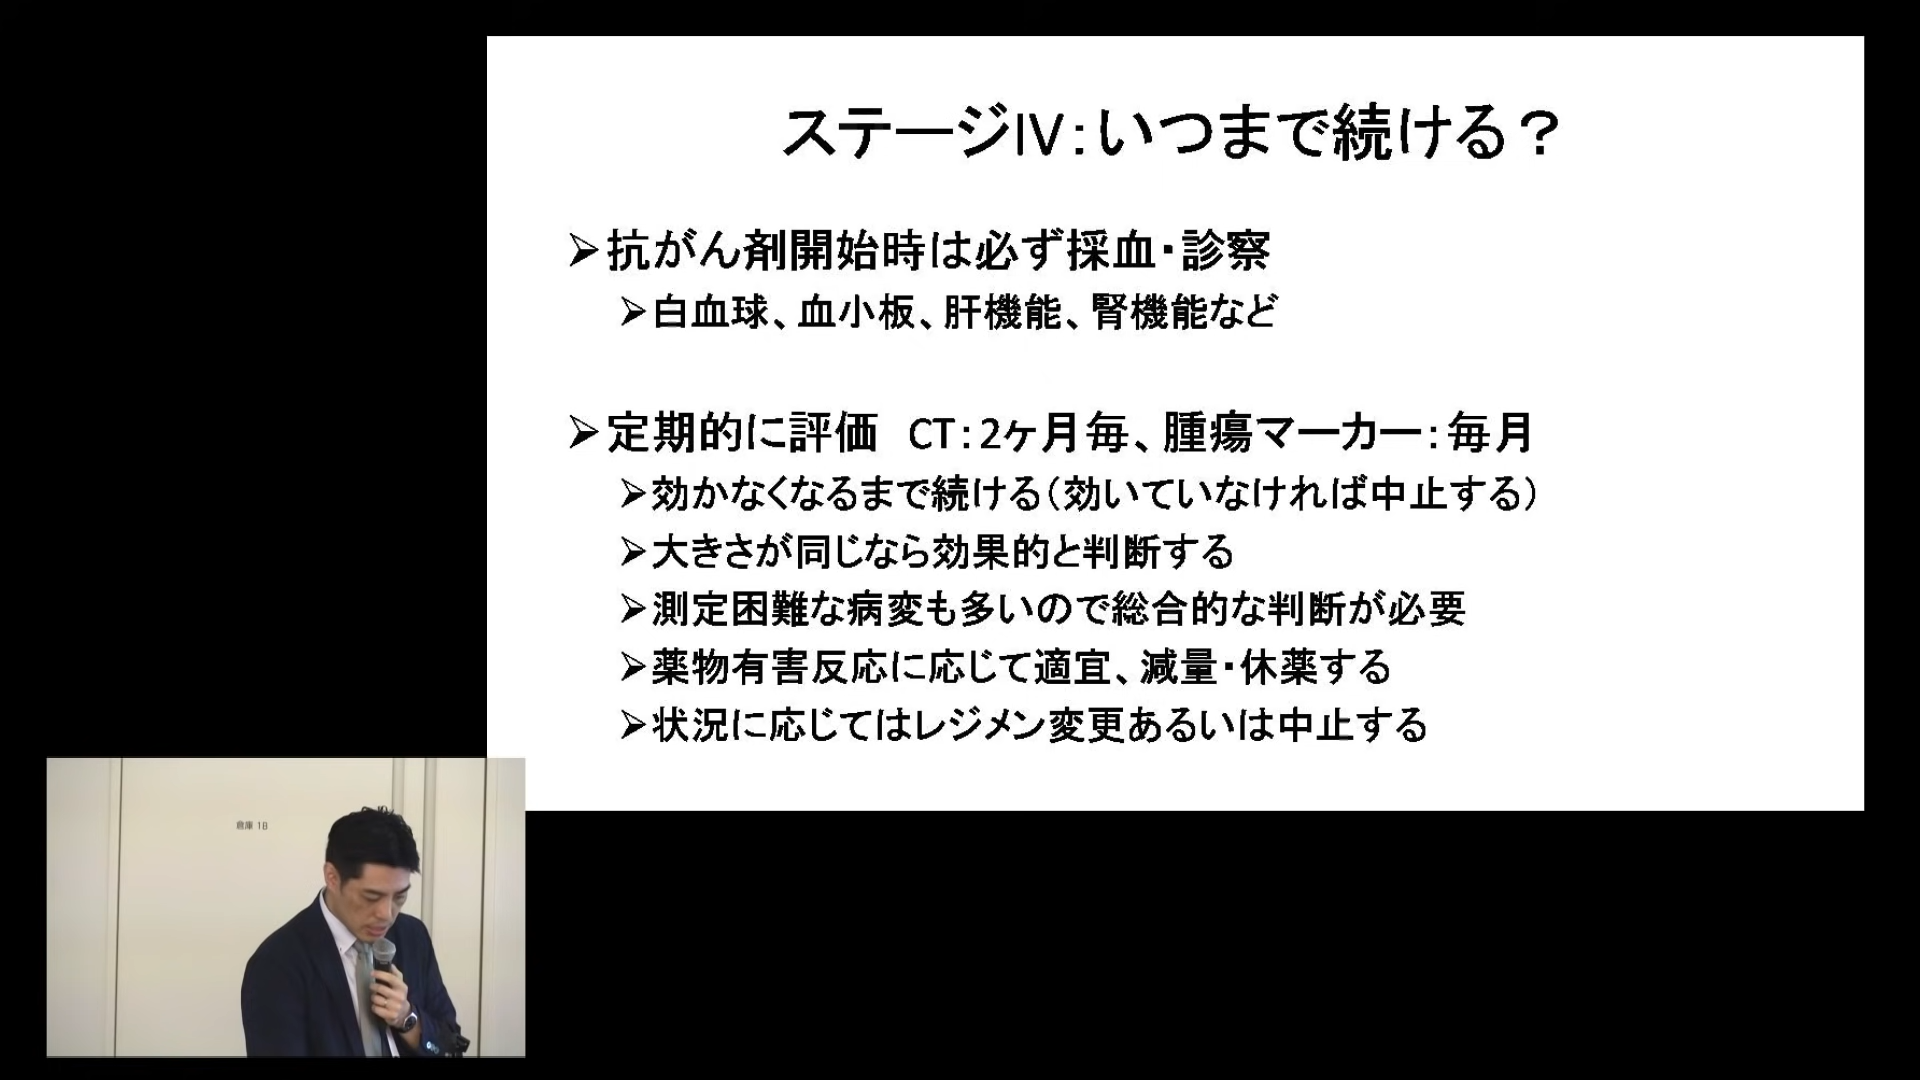 ステージⅣ：いつまで続ける？
➢抗がん剤開始時は必ず採血・診察
➢白血球、血小板、肝機能、腎機能など
➢定期的に評価　CT：2ヶ月毎、腫瘍マーカー：毎月
➢効かなくなるまで続ける（効いていなければ中止する）
➢大きさが同じなら効果的と判断する
➢測定困難な病変も多いので総合的な判断が必要
➢薬物有害反応に応じて適宜、減量・休薬する
➢状況に応じてはレジメン変更あるいは中止する
倉庫 1B